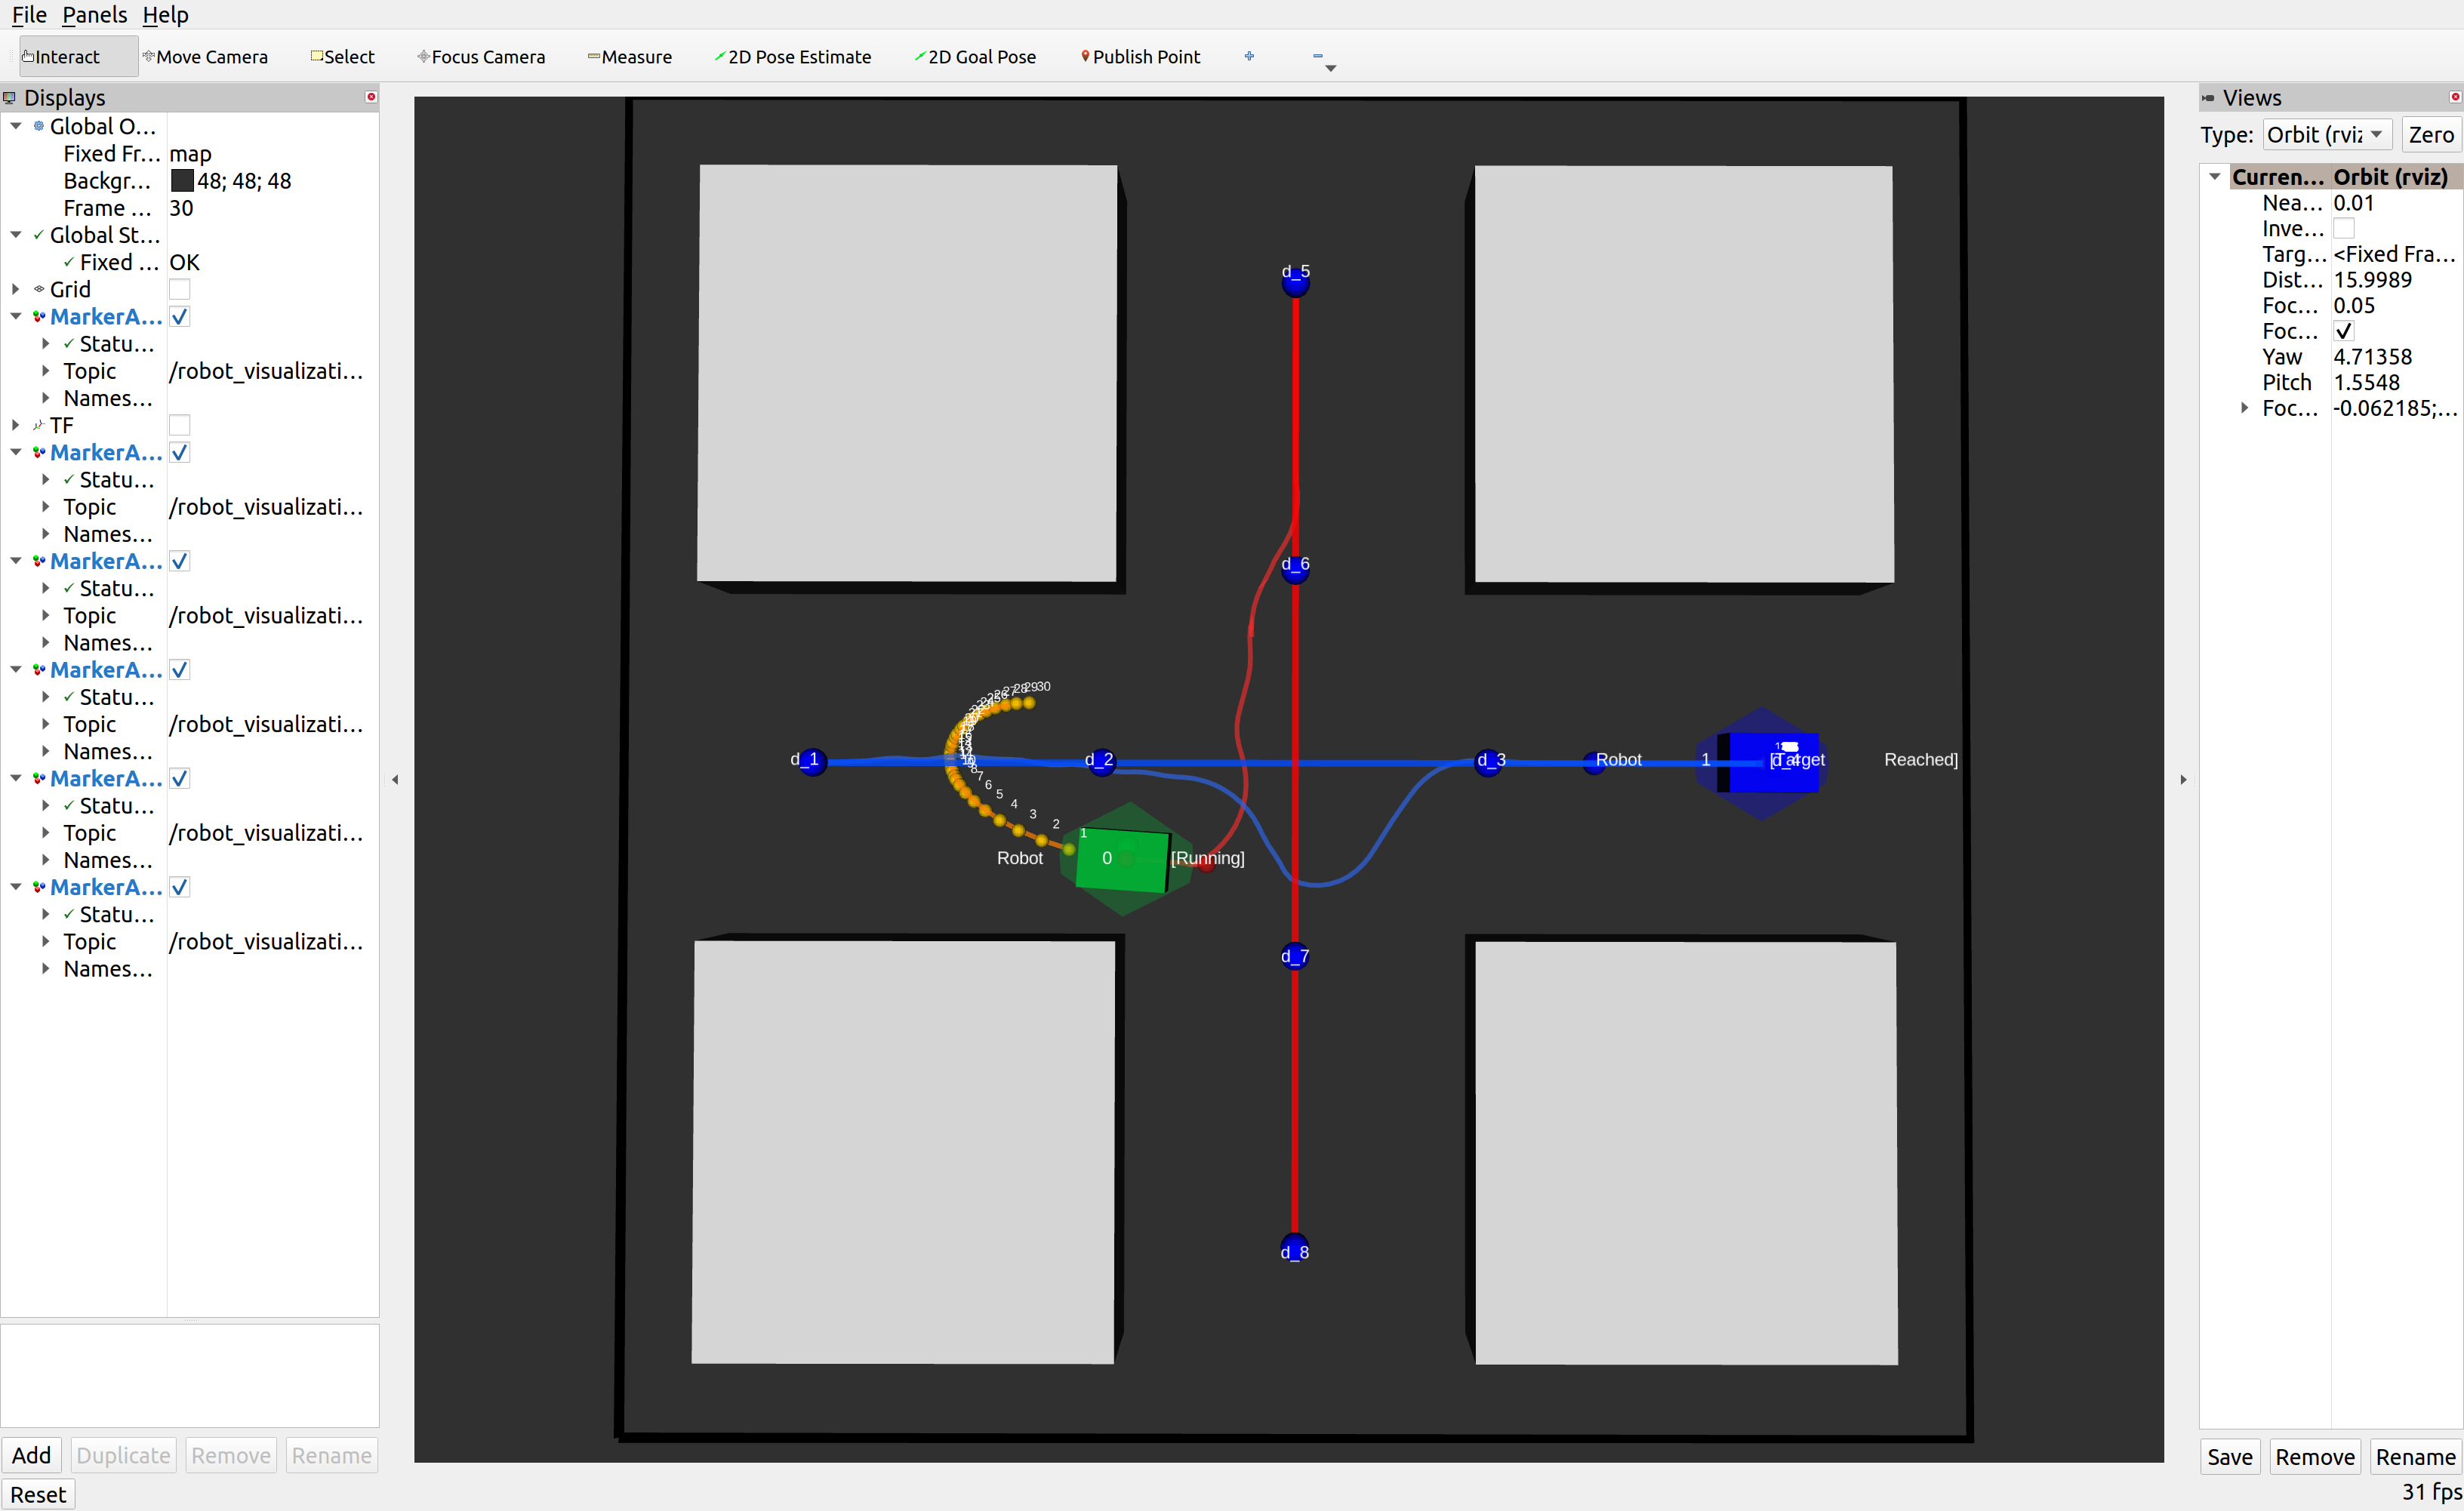 File Panels Help
Interact Move Camera Select Focus Camera Measure 2D Pose Estimate 2D Goal Pose Publish Point
Displays
Global O...
Fixed Fr... map
Backgr... 48; 48; 48
Frame ... 30
Global St...
Fixed ... OK
Grid
MarkerA...
Statu...
Topic /robot_visualizati...
Names...
TF
MarkerA...
Statu...
Topic /robot_visualizati...
Names...
MarkerA...
Statu...
Topic /robot_visualizati...
Names...
MarkerA...
Statu...
Topic /robot_visualizati...
Names...
MarkerA...
Statu...
Topic /robot_visualizati...
Names...
MarkerA...
Statu...
Topic /robot_visualizati...
Names...
Add Duplicate Remove Rename
Reset
d_5
d_6
29 30
d_1 d_2 d_3 Robot 1 [Target Reached]
d_4
8
7
6
5
4
3
2
1
Robot 0 [Running]
d_7
d_8
Views
Type: Orbit (rviz Zero
Curren... Orbit (rviz)
Nea... 0.01
Inve...
Targ... <Fixed Fra...
Dist... 15.9989
Foc... 0.05
Foc...
Yaw 4.71358
Pitch 1.5548
Foc... -0.062185;...
Save Remove Rename
31 fps